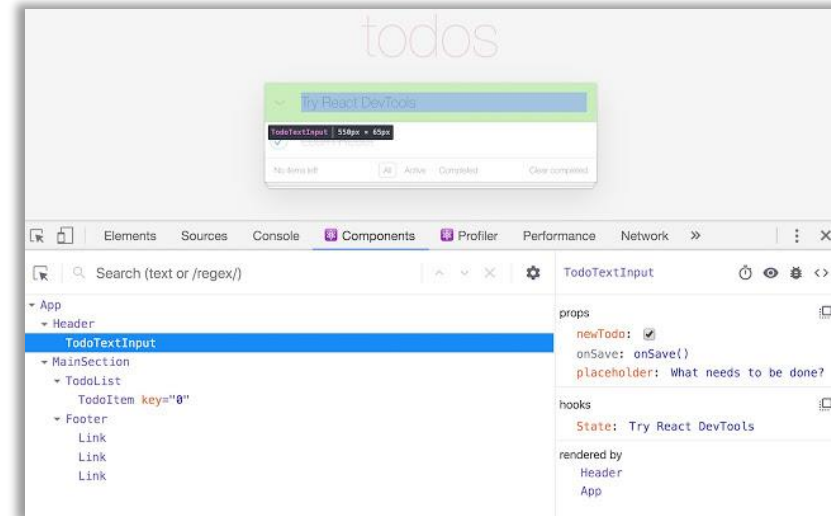 todos
Try React DevTools
TodoTextInput | 550px × 65px
No items left All Active Completed Clear completed
Elements Sources Console Components Profiler Performance Network »
Search (text or /regex/)
TodoTextInput
App
Header
TodoTextInput
MainSection
TodoList
TodoItem key="0"
Footer
Link
Link
Link
props
newTodo:
onSave: onSave()
placeholder: What needs to be done?
hooks
State: Try React DevTools
rendered by
Header
App